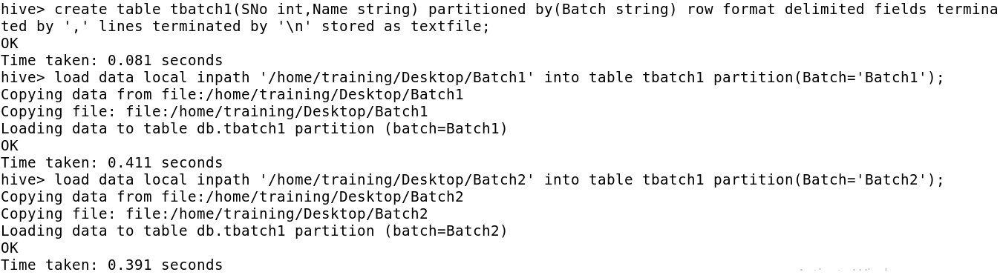 hive> create table tbatch1(SNo int,Name string) partitioned by(Batch string) row format delimited fields termina
ted by ',' lines terminated by '\n' stored as textfile;
OK
Time taken: 0.081 seconds
hive> load data local inpath '/home/training/Desktop/Batch1' into table tbatch1 partition(Batch='Batch1');
Copying data from file:/home/training/Desktop/Batch1
Copying file: file:/home/training/Desktop/Batch1
Loading data to table db.tbatch1 partition (batch=Batch1)
OK
Time taken: 0.411 seconds
hive> load data local inpath '/home/training/Desktop/Batch2' into table tbatch1 partition(Batch='Batch2');
Copying data from file:/home/training/Desktop/Batch2
Copying file: file:/home/training/Desktop/Batch2
Loading data to table db.tbatch1 partition (batch=Batch2)
OK
Time taken: 0.391 seconds